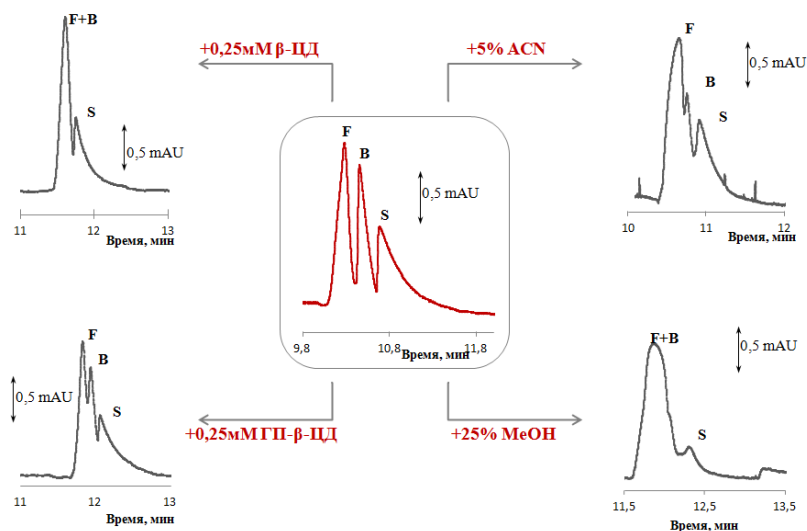 +0,25мМ β-ЦД
+5% ACN
F+B
S
0,5 mAU
11
12
13
Время, мин
F
B
S
0,5 mAU
10
11
12
Время, мин
F
B
S
0,5 mAU
9,8
10,8
11,8
Время, мин
F
B
S
0,5 mAU
11
12
13
Время, мин
+0,25мМ ГП-β-ЦД
+25% MeOH
F+B
S
0,5 mAU
11,5
12,5
13,5
Время, мин